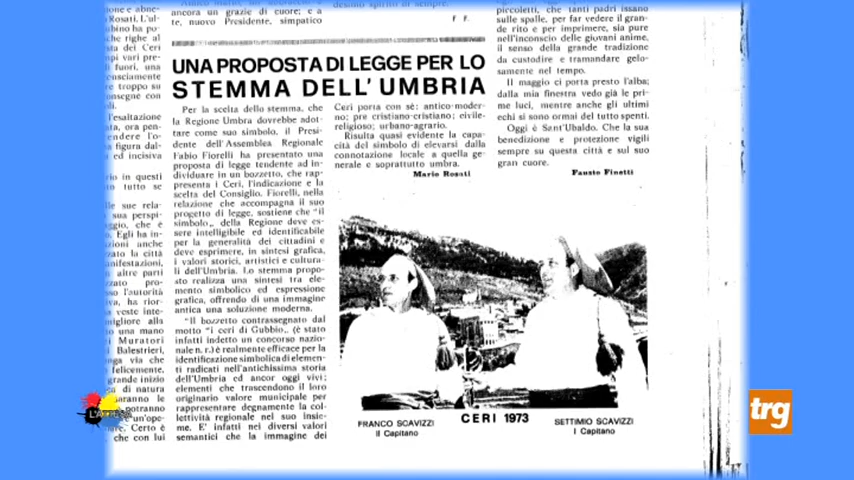 ancora un grazie di cuore; e a
te, nuovo Presidente, simpatico
F F.
UNA PROPOSTA DI LEGGE PER LO
STEMMA DELL'UMBRIA
Per la scelta dello stemma, che
la Regione Umbra dovrebbe adot-
tare come suo simbolo, il Presi-
dente dell'Assemblea Regionale
Fabio Fiorelli ha presentato una
proposta di legge tendente ad in-
dividuare in un bozzetto, che rap-
presenta i Ceri, l'indicazione e la
scelta del Consiglio. Fiorelli, nella
relazione che accompagna il suo
progetto di legge, sostiene che "il
simbolo„ della Regione deve es-
sere intelligibile ed identificabile
per la generalità dei cittadini e
deve esprimere, in sintesi grafica,
i valori storici, artistici e cultura-
li dell'Umbria. Lo stemma propo-
sto realizza una sintesi tra ele-
mento simbolico ed espressione
grafica, offrendo di una immagine
antica una soluzione moderna.
"Il bozzetto contrassegnato dal
motto "i ceri di Gubbio„ (è stato
infatti indetto un concorso nazio-
nale n.r.) è realmente efficace per la
identificazione simbolica di elemen-
ti radicati nell'antichissima storia
dell'Umbria ed ancor oggi vivi;
elementi che trascendono il loro
originario valore municipale per
rappresentare degnamente la col-
lettività regionale nel suo insie-
me. E' infatti nei diversi valori
semantici che la immagine dei
Ceri porta con sè: antico-moder-
no; pre cristiano-cristiano; civile-
religioso; urbano-agrario.
Risulta quasi evidente la capa-
cità del simbolo di elevarsi dalla
connotazione locale a quella ge-
nerale e soprattutto umbra.
Mario Rosati
piccoletti, che tanti padri issano
sulle spalle, per far vedere il gran-
de rito e per imprimere, sia pure
nell'inconscio delle giovani anime,
il senso della grande tradizione
da custodire e tramandare gelo-
samente nel tempo.
Il maggio ci porta presto l'alba;
dalla mia finestra vedo già le pri-
me luci, mentre anche gli ultimi
echi si sono ormai del tutto spenti.
Oggi è Sant'Ubaldo. Che la sua
benedizione e protezione vigili
sempre su questa città e sul suo
gran cuore.
Fausto Finetti
FRANCO SCAVIZZI
il Capitano
CERI 1973
SETTIMIO SCAVIZZI
I Capitano
trg